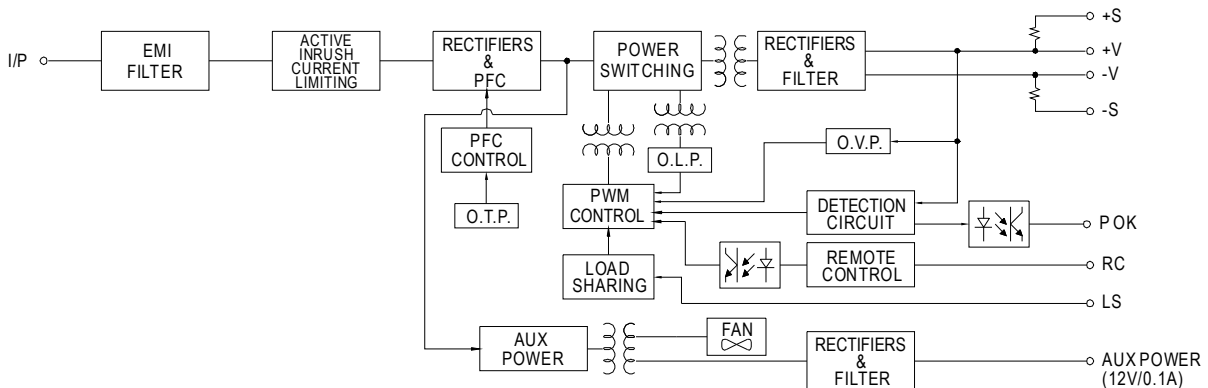 I/P
EMI
FILTER
ACTIVE
INRUSH
CURRENT
LIMITING
RECTIFIERS
&
PFC
POWER
SWITCHING
RECTIFIERS
&
FILTER
+S
+V
-V
-S
PFC
CONTROL
O.L.P.
O.V.P.
O.T.P.
PWM
CONTROL
DETECTION
CIRCUIT
POK
LOAD
SHARING
REMOTE
CONTROL
RC
LS
AUX
POWER
FAN
RECTIFIERS
&
FILTER
AUX POWER
(12V/0.1A)